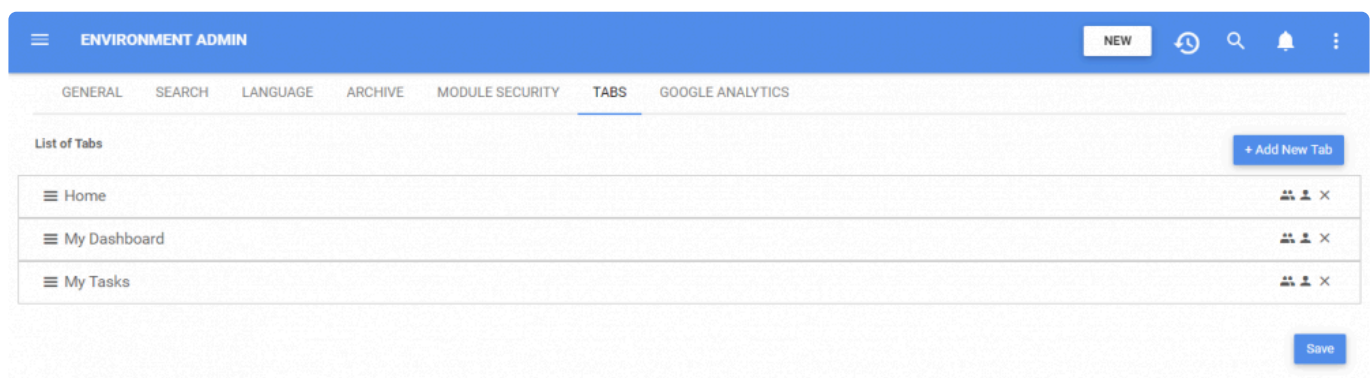 ENVIRONMENT ADMIN NEW
GENERAL SEARCH LANGUAGE ARCHIVE MODULE SECURITY TABS GOOGLE ANALYTICS
List of Tabs + Add New Tab
Home
My Dashboard
My Tasks
Save